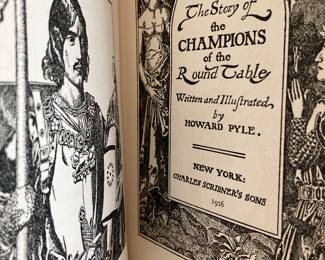 The Story of
the
CHAMPIONS
of the
Round Table
Written and Illustrated
by
HOWARD PYLE.
NEW YORK:
CHARLES SCRIBNER'S SONS
1926